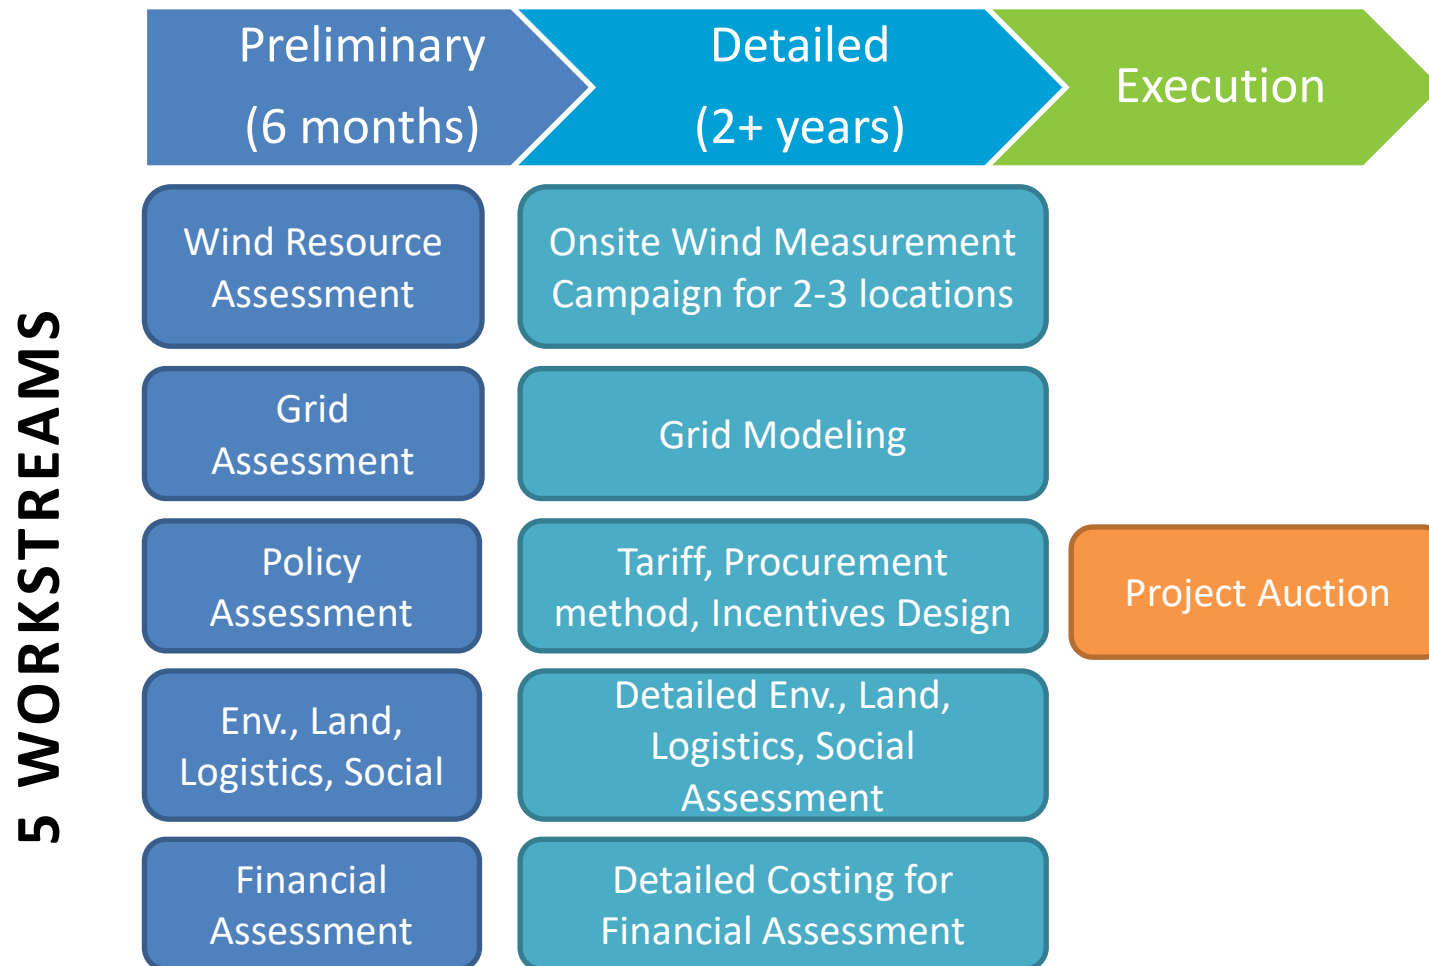 Preliminary
(6 months)
Detailed
(2+ years)
Execution
5 WORKSTREAMS
Wind Resource
Assessment
Onsite Wind Measurement
Campaign for 2-3 locations
Grid
Assessment
Grid Modeling
Policy
Assessment
Tariff, Procurement
method, Incentives Design
Project Auction
Env., Land,
Logistics, Social
Detailed Env., Land,
Logistics, Social
Assessment
Financial
Assessment
Detailed Costing for
Financial Assessment